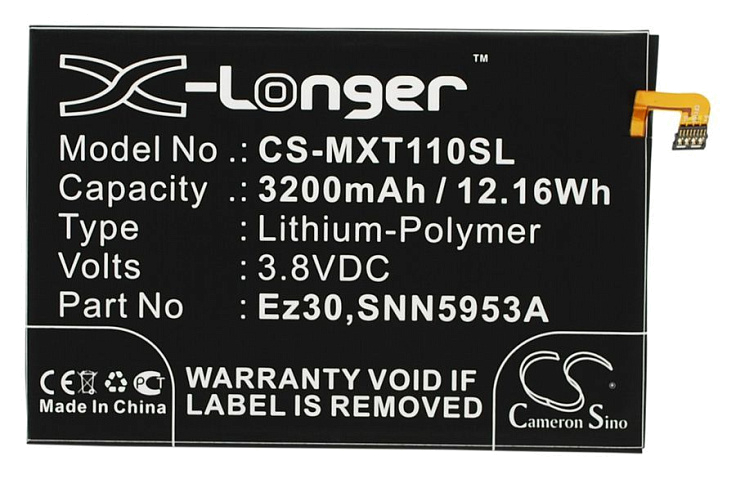 X-Longer™
Model No .: CS-MXT110SL
Capacity .: 3200mAh / 12.16Wh
Type : Lithium-Polymer
Volts : 3.8VDC
Part No : Ez30,SNN5953A
CE PCT
Made In China
WARRANTY VOID IF
LABEL IS REMOVED
CS®
Cameron Sino